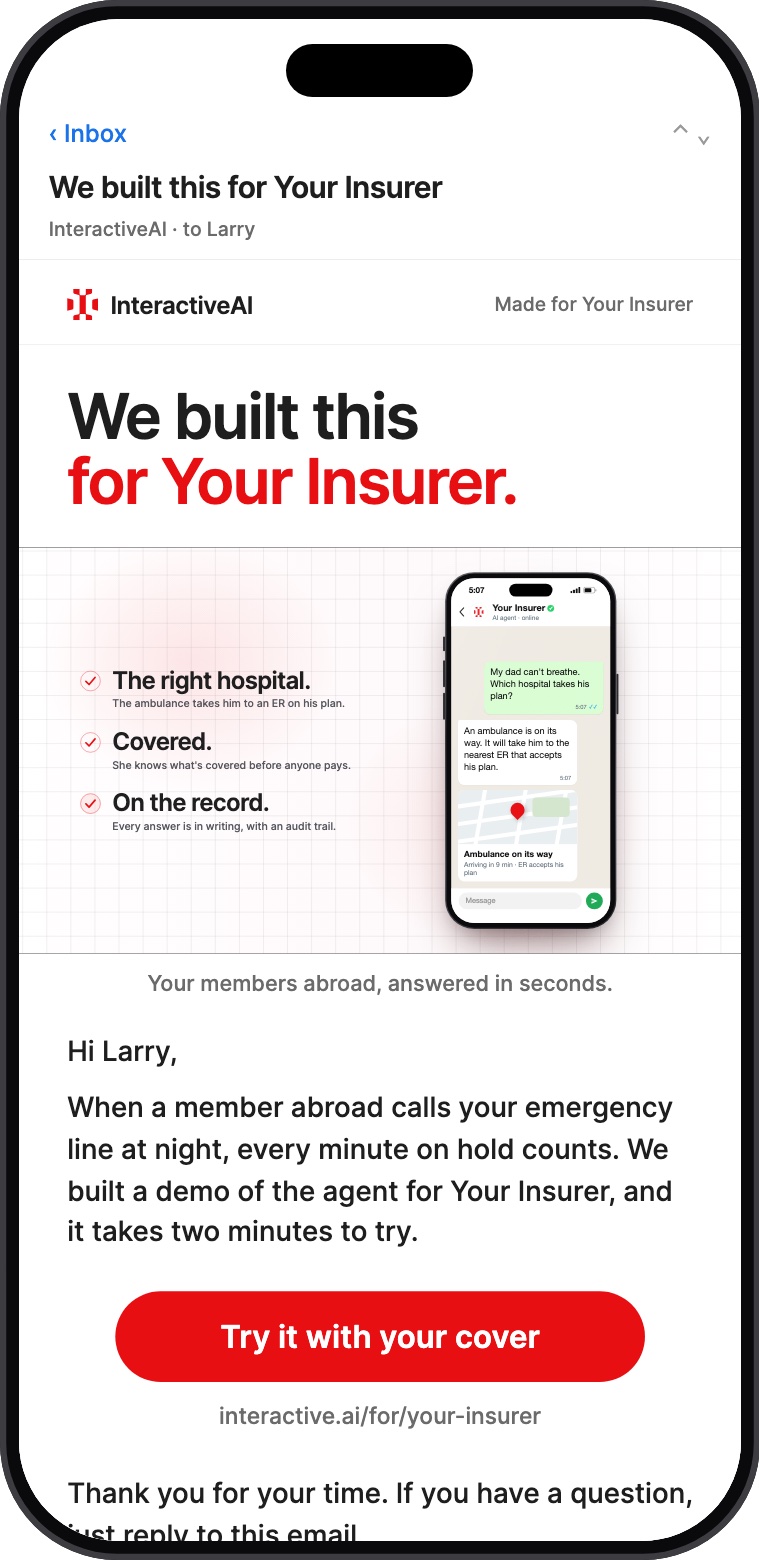 ‹ Inbox
We built this for Your Insurer
InteractiveAI · to Larry
InteractiveAI
Made for Your Insurer
We built this
for Your Insurer.
The right hospital.
The ambulance takes him to an ER on his plan.
Covered.
She knows what's covered before anyone pays.
On the record.
Every answer is in writing, with an audit trail.
5:07
Your Insurer
AI agent · online
My dad can't breathe.
Which hospital takes his
plan?
5:07 ✓✓
An ambulance is on its
way. It will take him to the
nearest ER that accepts
his plan.
5:07
Ambulance on its way
Arriving in 9 min · ER accepts his
plan
Message
Your members abroad, answered in seconds.
Hi Larry,
When a member abroad calls your emergency
line at night, every minute on hold counts. We
built a demo of the agent for Your Insurer, and
it takes two minutes to try.
Try it with your cover
interactive.ai/for/your-insurer
Thank you for your time. If you have a question,
just reply to this email